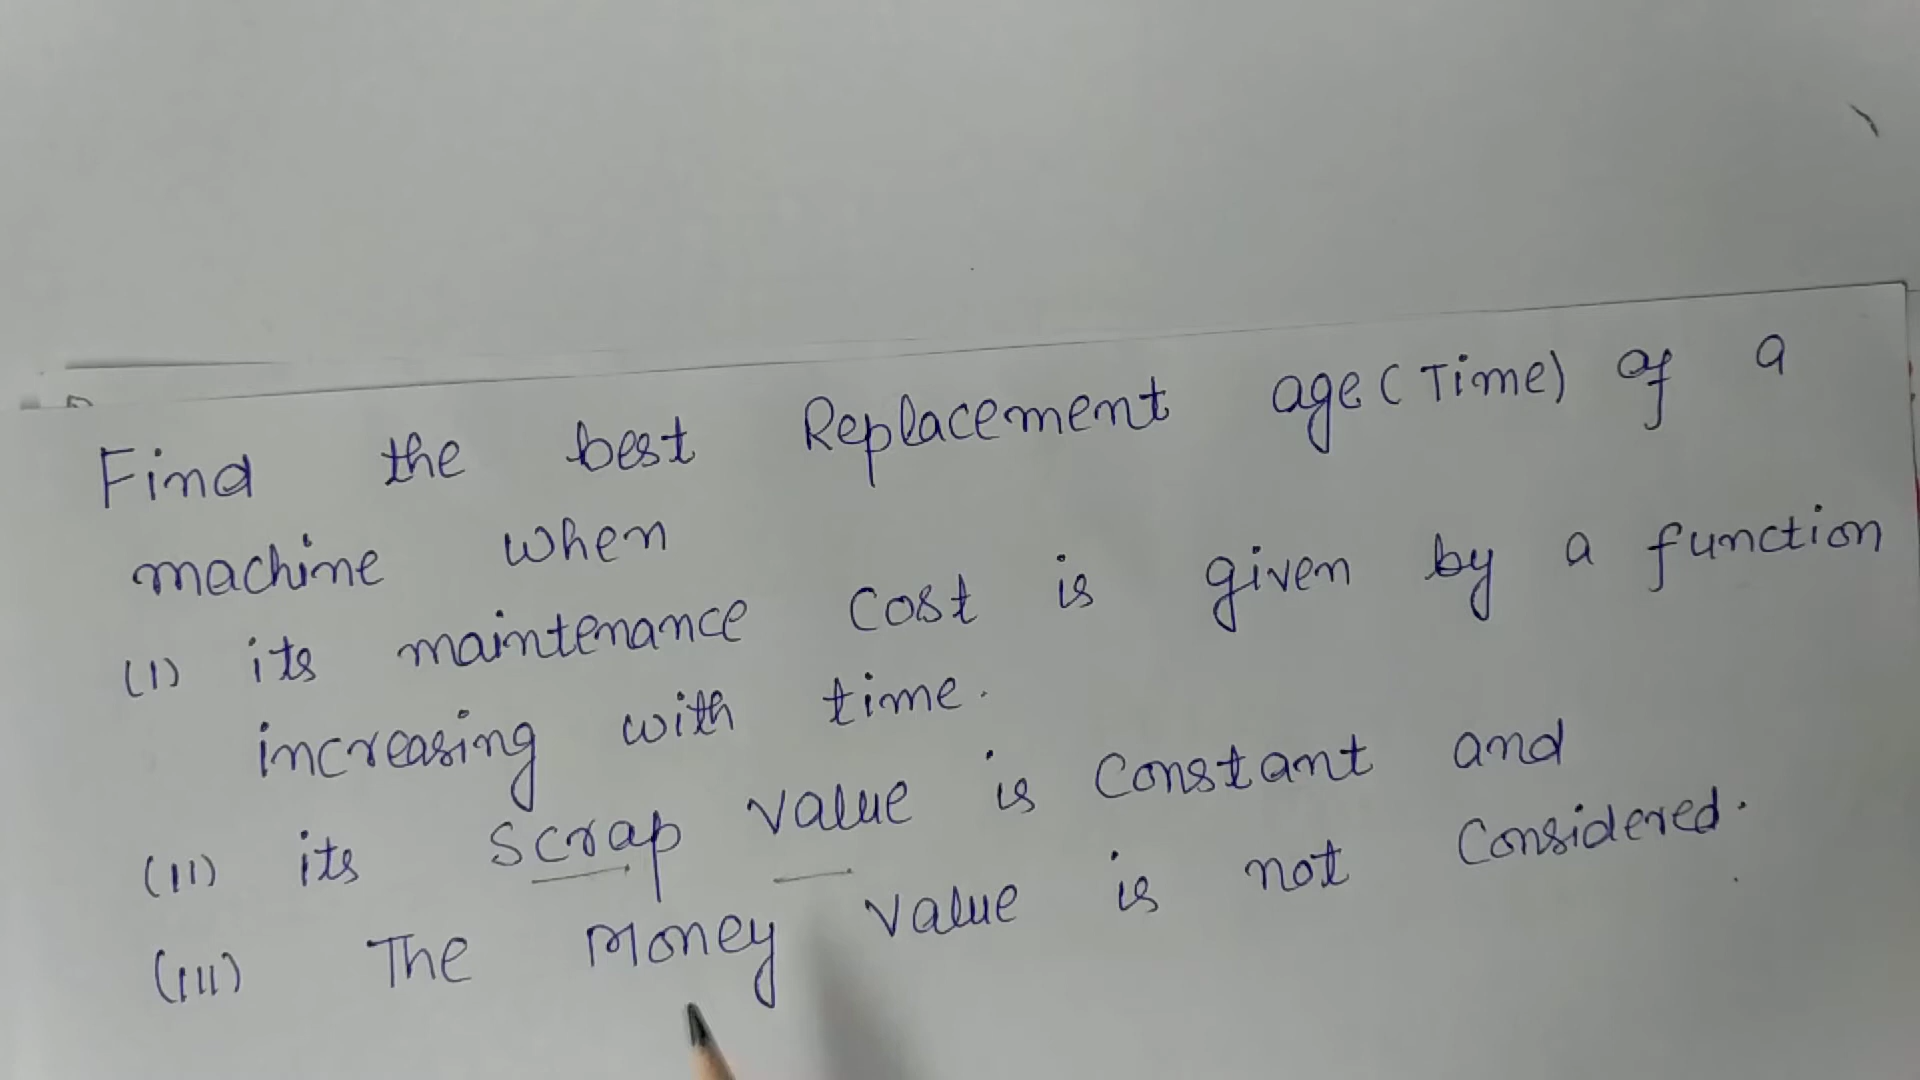 Find the best Replacement age (Time) of a
machine when
(I) its maintenance cost is given by a function
increasing with time.
(II) its scrap value is constant and
(III) The Money value is not considered.